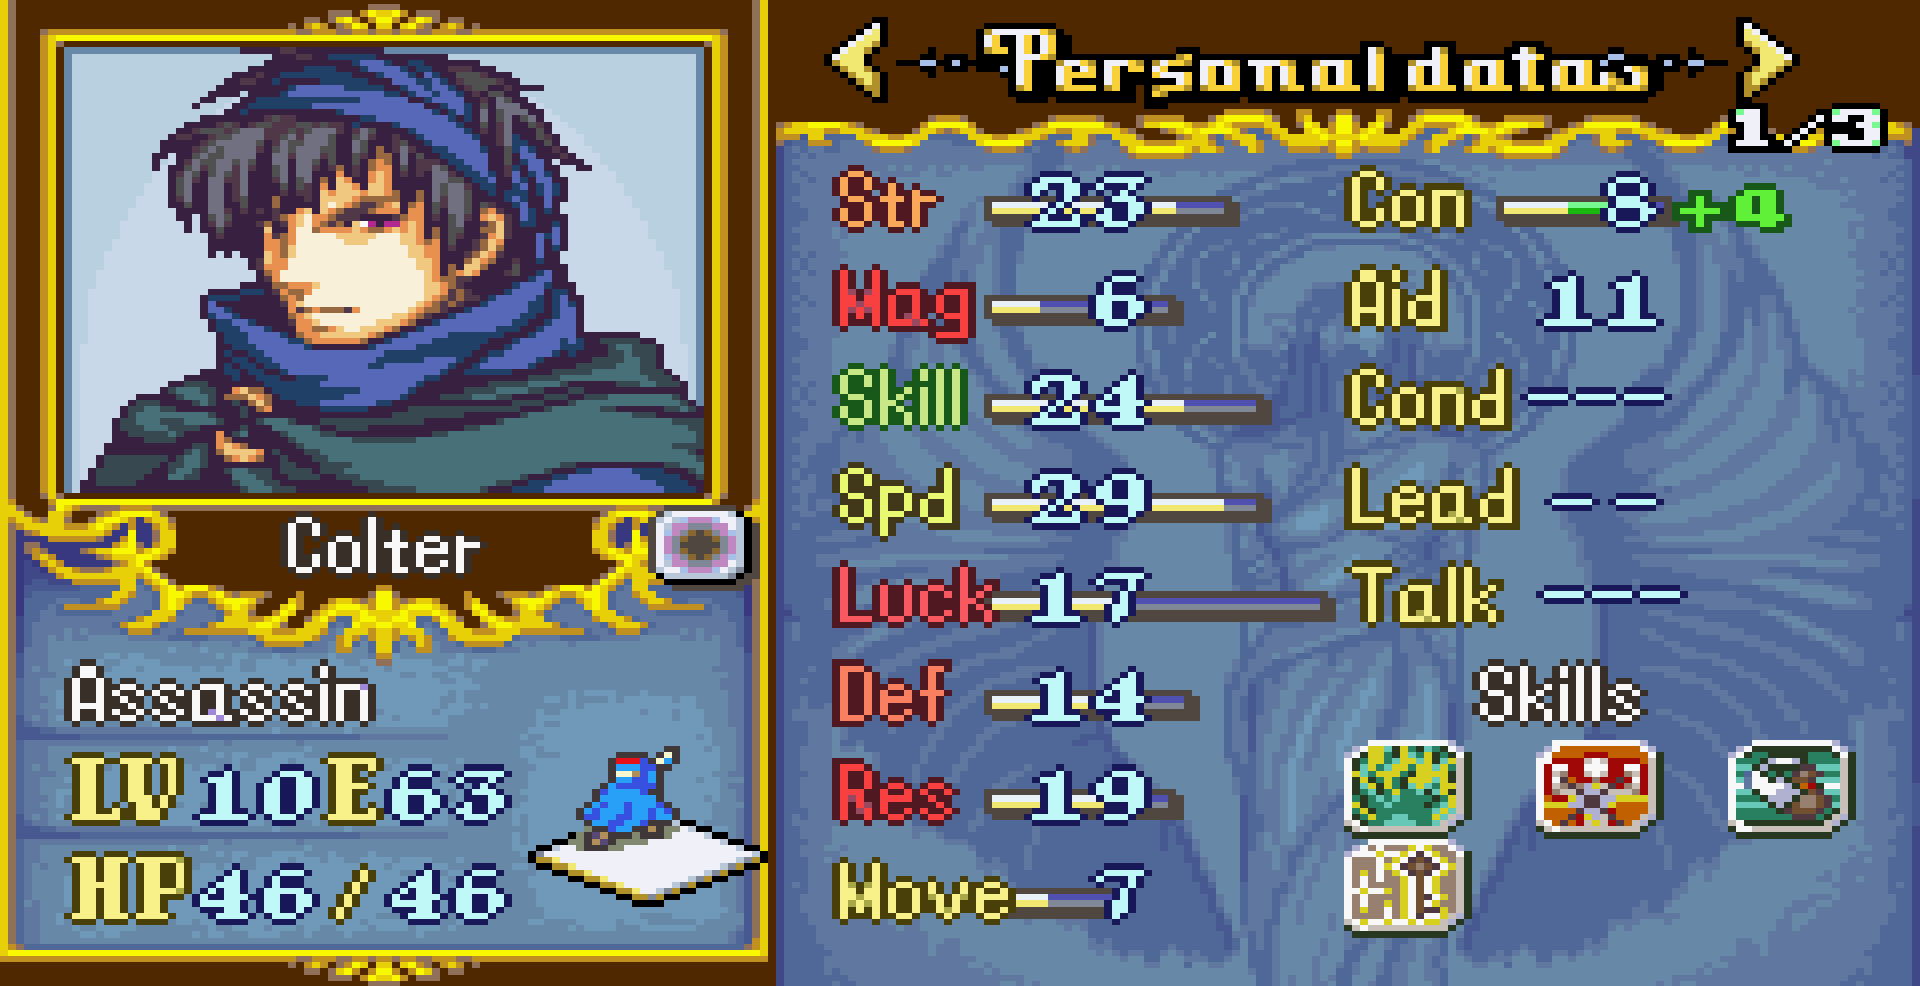 Personal datas
1/3
Colter
Assassin
LV 10 E 63
HP 46/46
Str 23
Mag 6
Skill 24
Spd 29
Luck 17
Def 14
Res 19
Move 7
Con 8 +4
Aid 11
Cond ---
Lead --
Talk ---
Skills